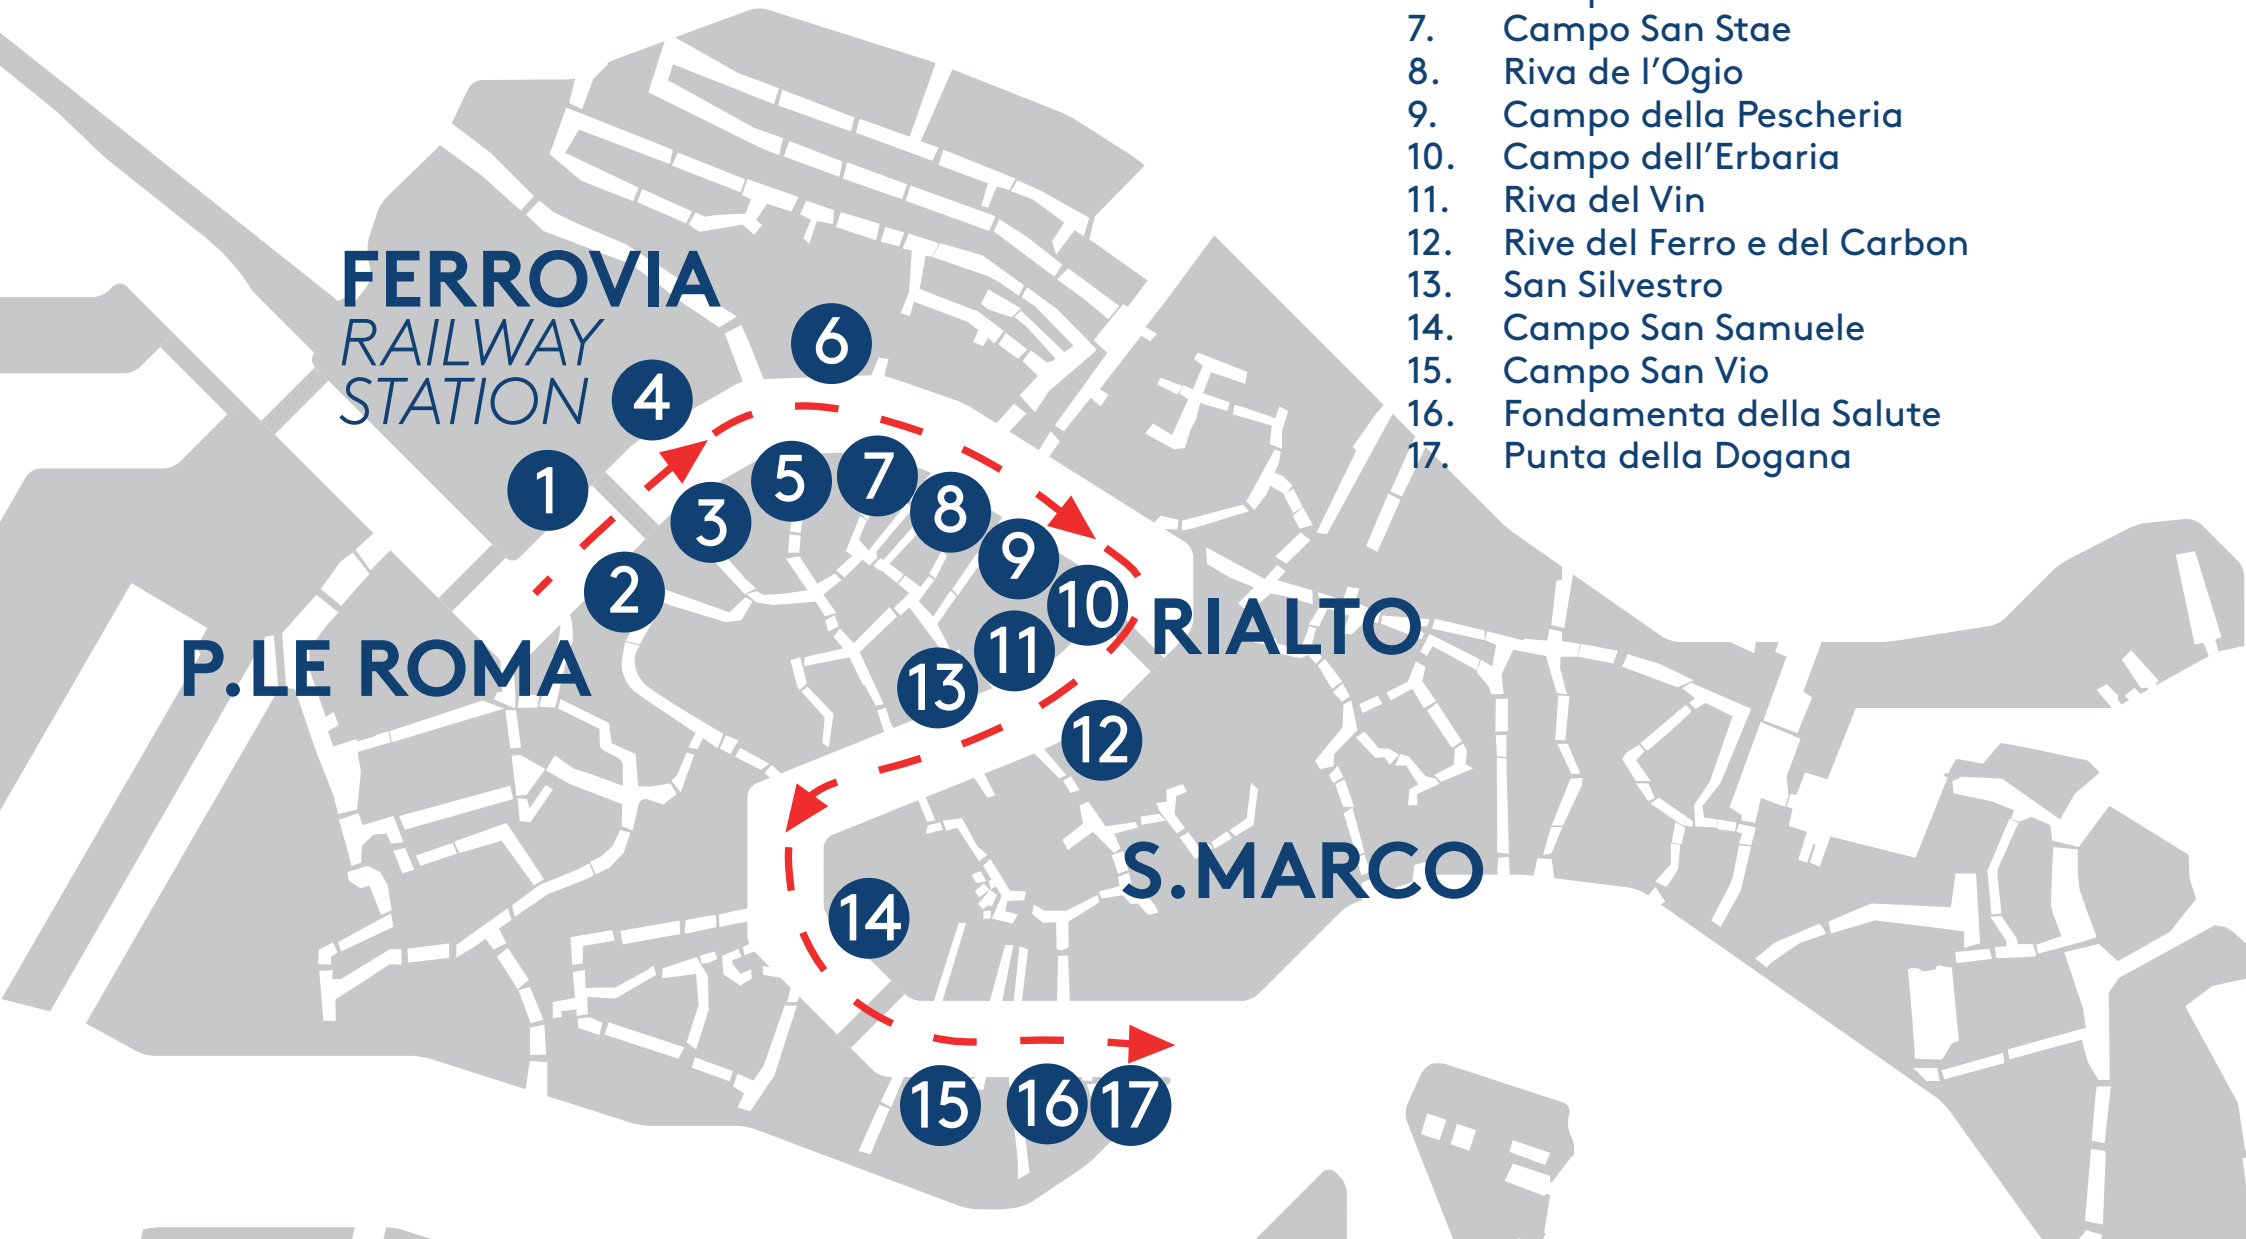 7. Campo San Stae
8. Riva de l'Ogio
9. Campo della Pescheria
10. Campo dell'Erbaria
11. Riva del Vin
12. Rive del Ferro e del Carbon
13. San Silvestro
14. Campo San Samuele
15. Campo San Vio
16. Fondamenta della Salute
17. Punta della Dogana
FERROVIA
RAILWAY
STATION
6
4
1
5
7
3
8
9
2
10
RIALTO
11
P.LE ROMA
13
12
S.MARCO
14
15
16
17